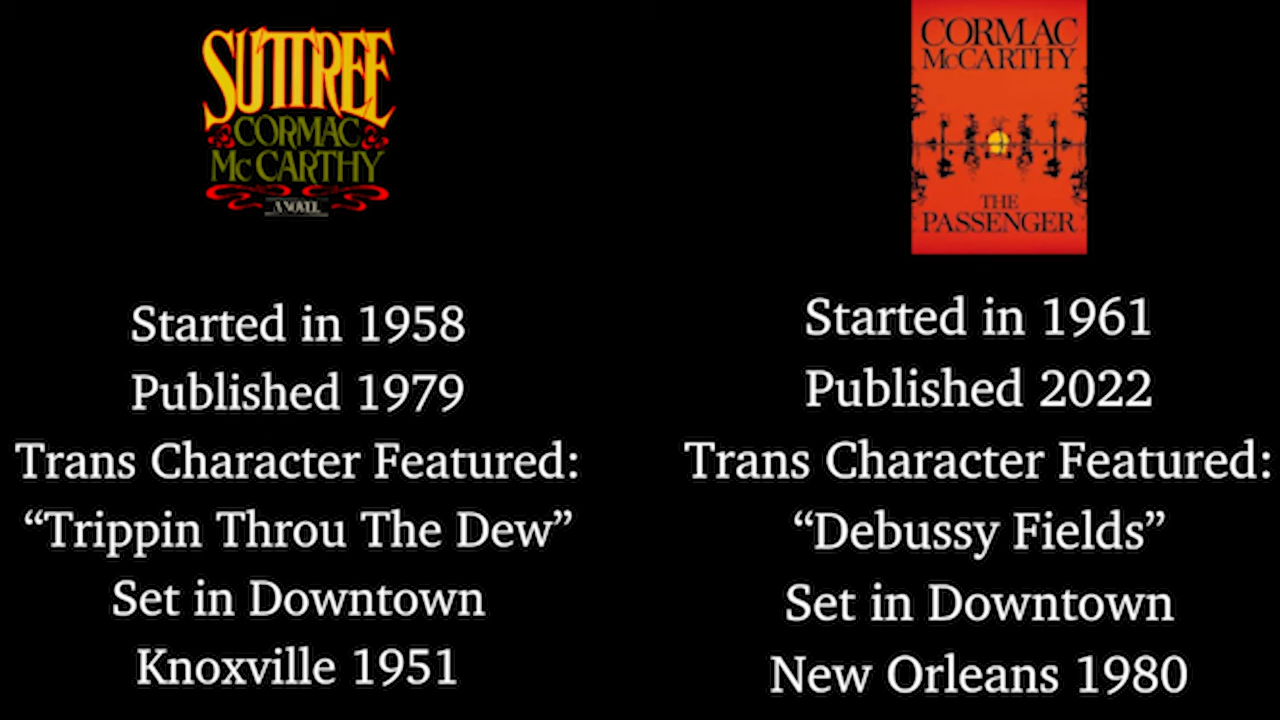 SUTTREE
CORMAC
McCARTHY
A NOVEL
Started in 1958
Published 1979
Trans Character Featured:
“Trippin Throu The Dew”
Set in Downtown
Knoxville 1951
CORMAC
McCARTHY
THE
PASSENGER
Started in 1961
Published 2022
Trans Character Featured:
“Debussy Fields”
Set in Downtown
New Orleans 1980